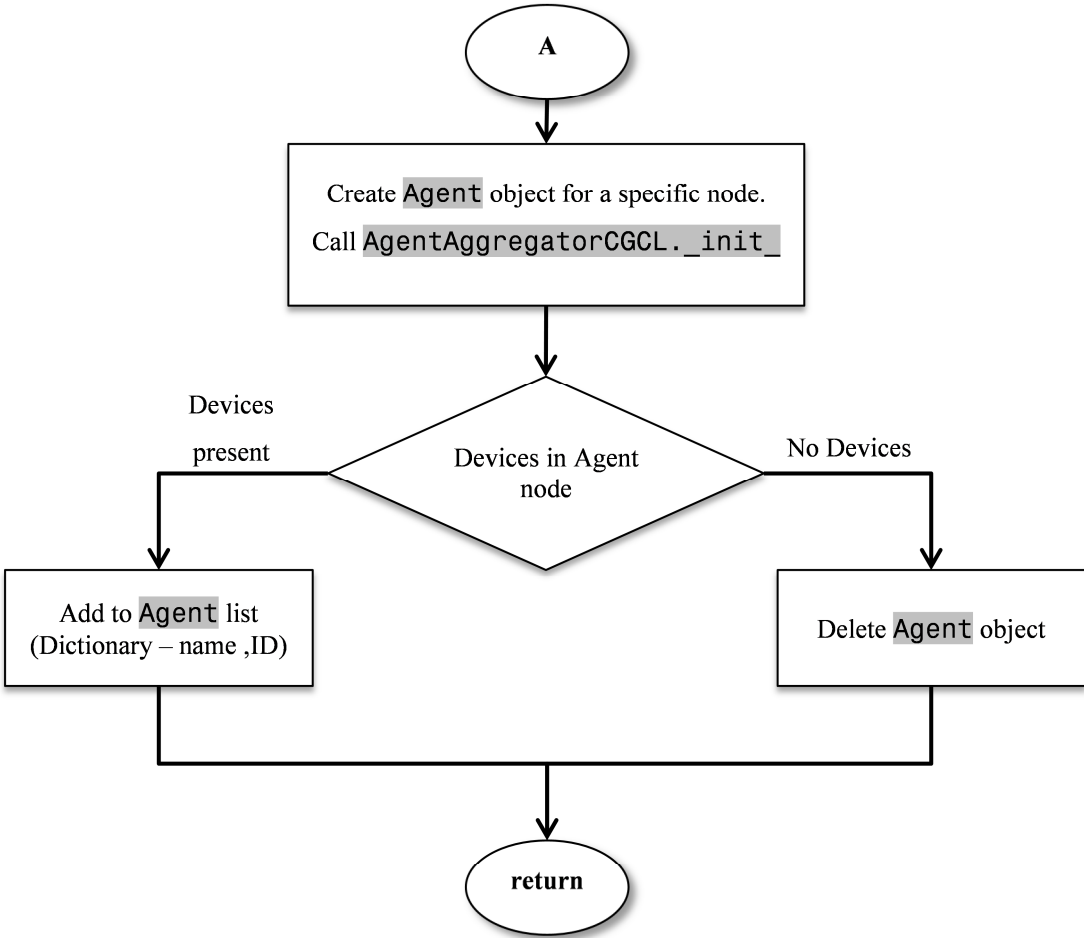 A
Create Agent object for a specific node.
Call AgentAggregatorCGCL._init_
Devices
present
Devices in Agent
node
No Devices
Add to Agent list
(Dictionary – name ,ID)
Delete Agent object
return